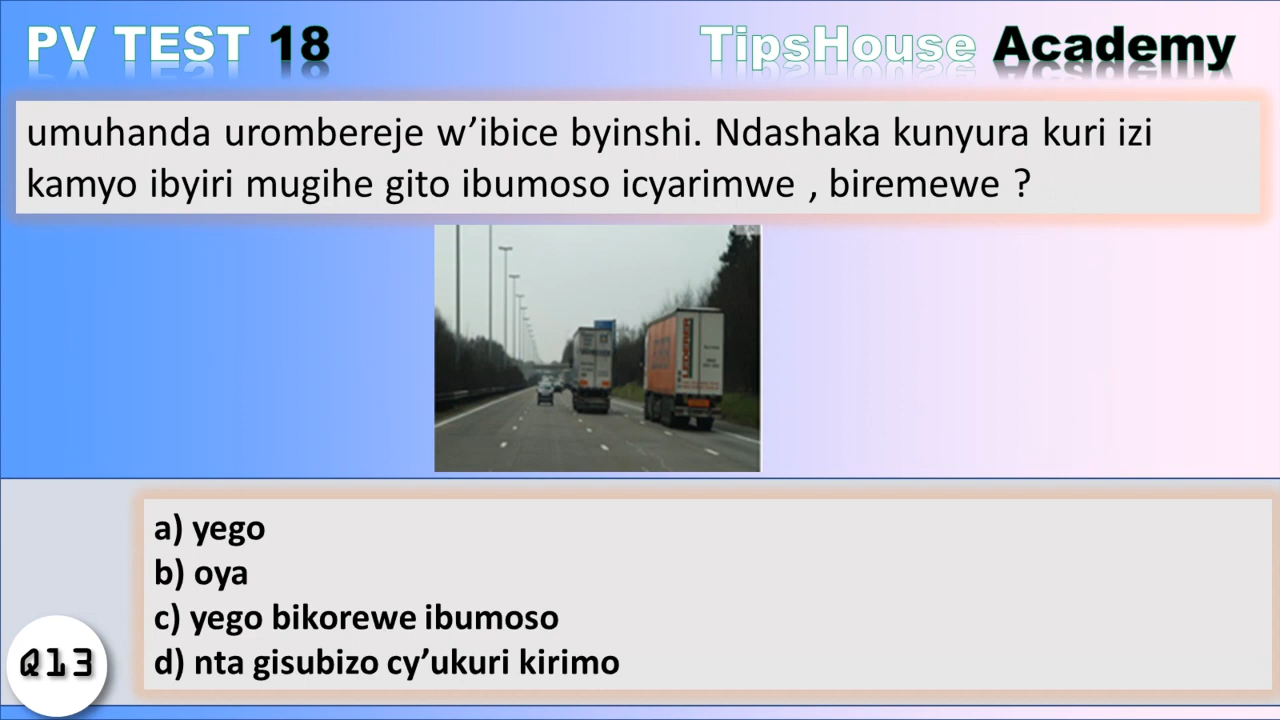 PV TEST 18
TipsHouse Academy
umuhanda urombereje w’ibice byinshi. Ndashaka kunyura kuri izi
kamyo ibyiri mugihe gito ibumoso icyarimwe , biremewe ?
a) yego
b) oya
c) yego bikorewe ibumoso
d) nta gisubizo cy’ukuri kirimo
Q13